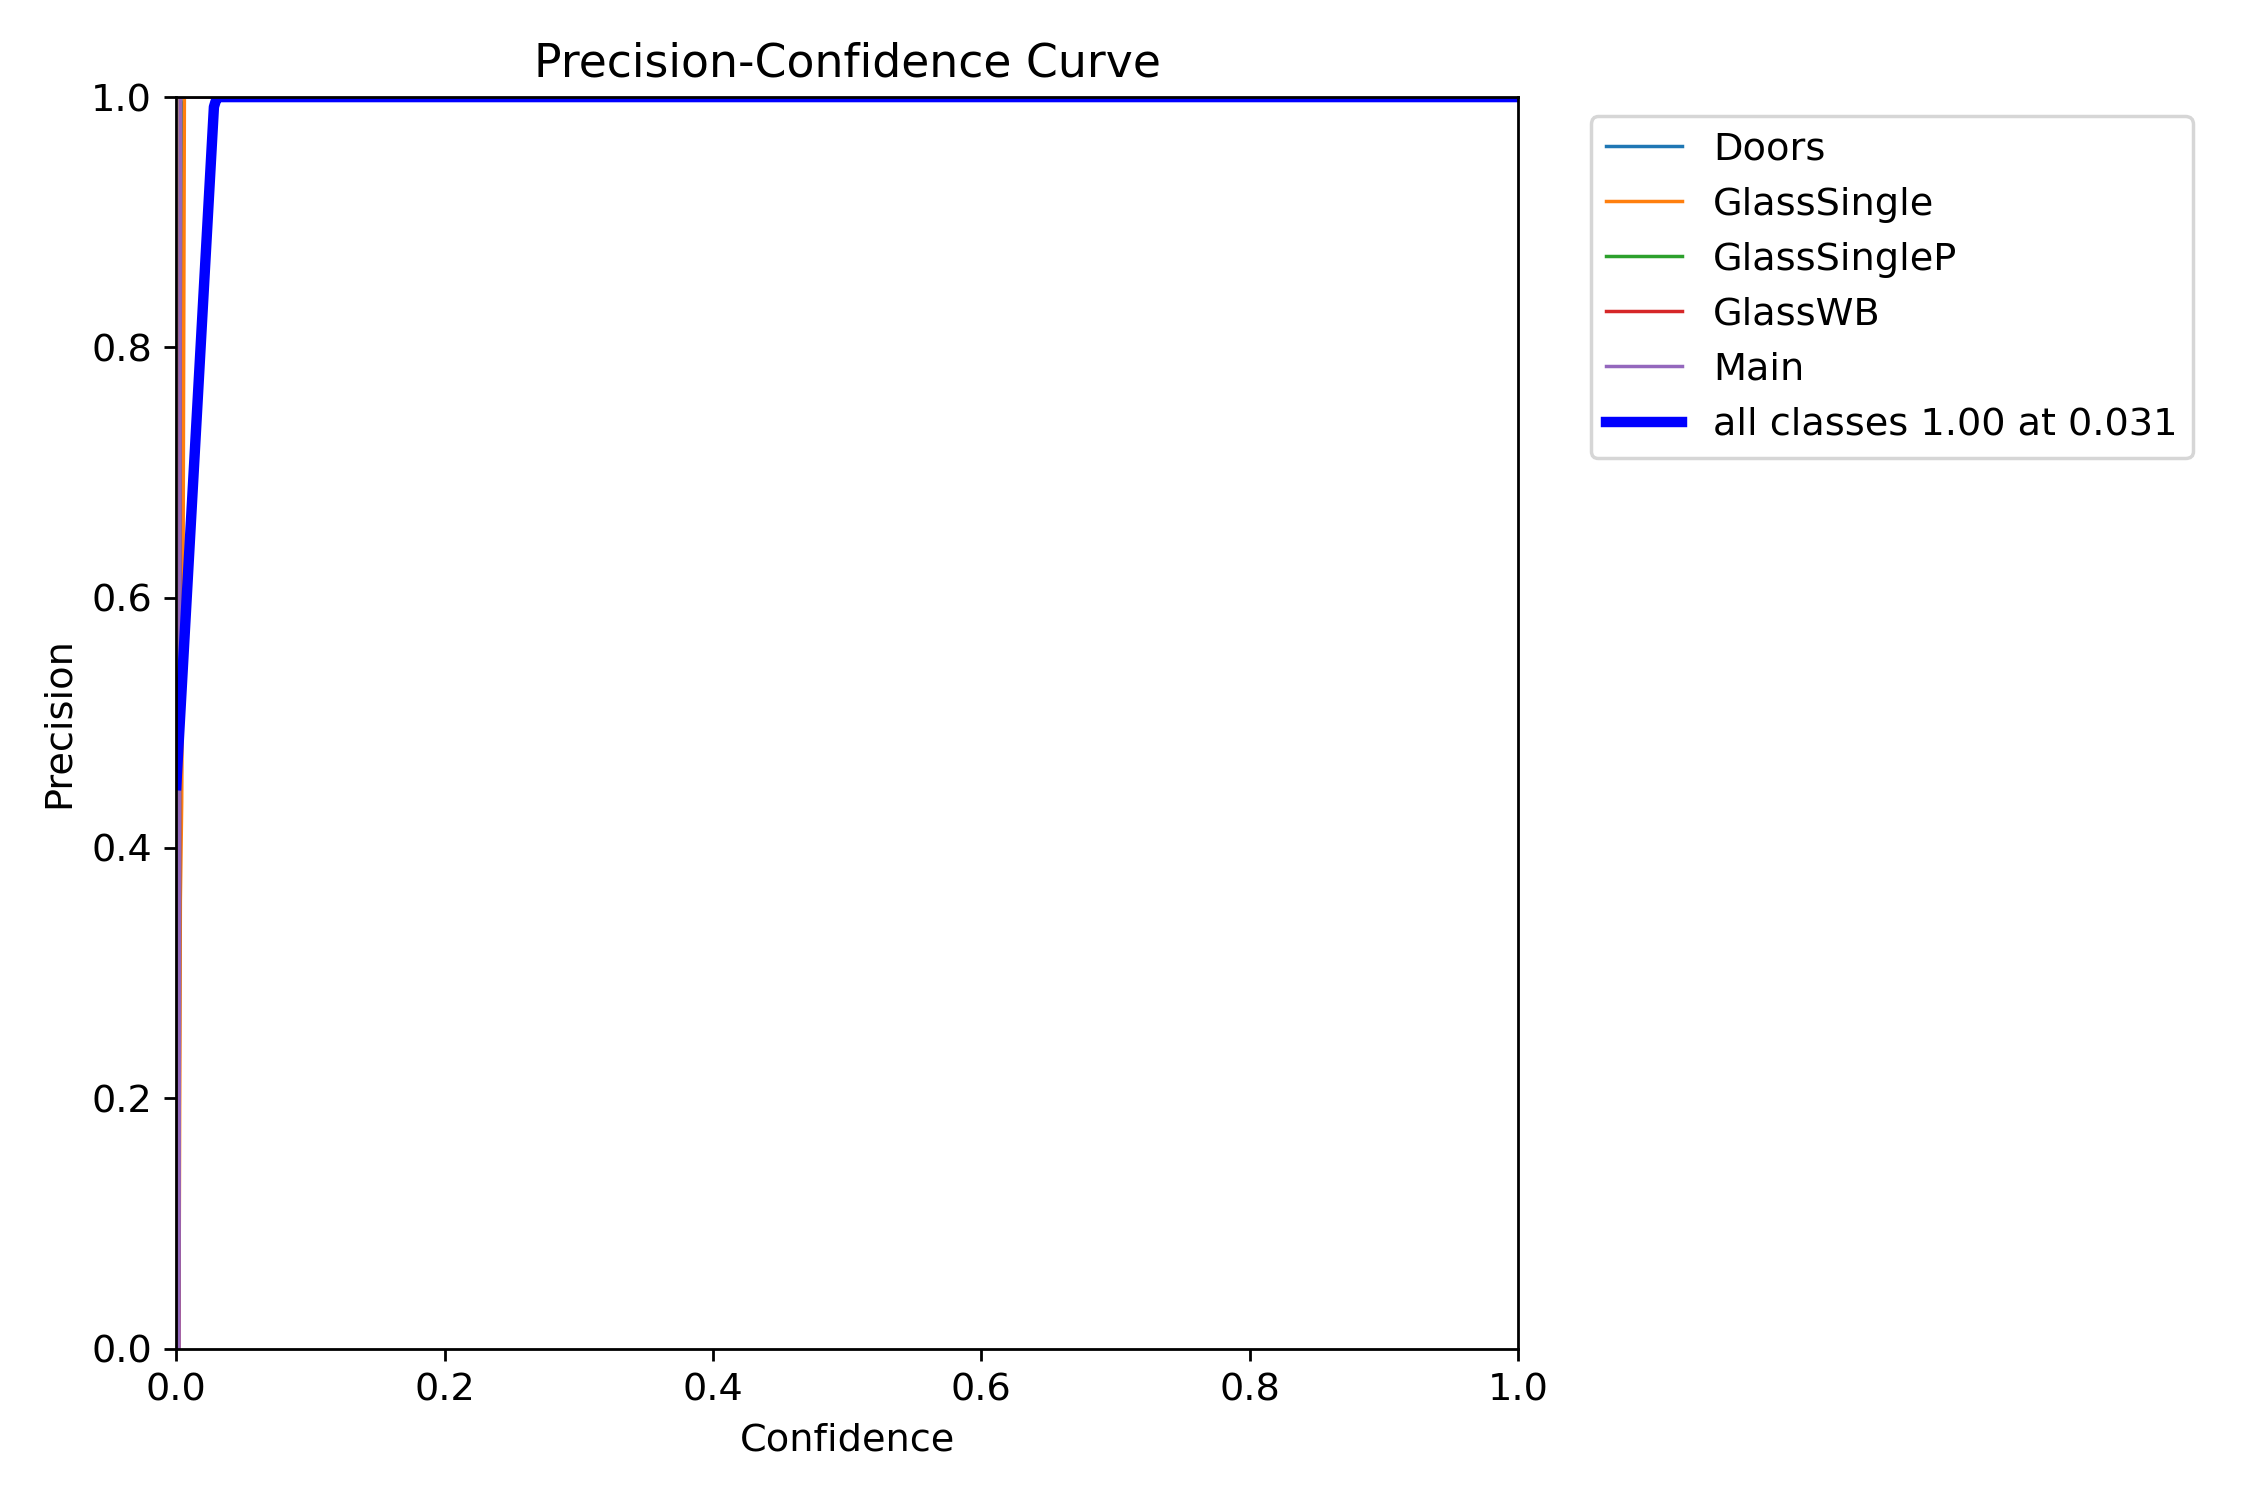 Precision-Confidence Curve
1.0
0.8
0.6
0.4
0.2
0.0
Precision
0.0 0.2 0.4 0.6 0.8 1.0
Confidence
Doors
GlassSingle
GlassSingleP
GlassWB
Main
all classes 1.00 at 0.031